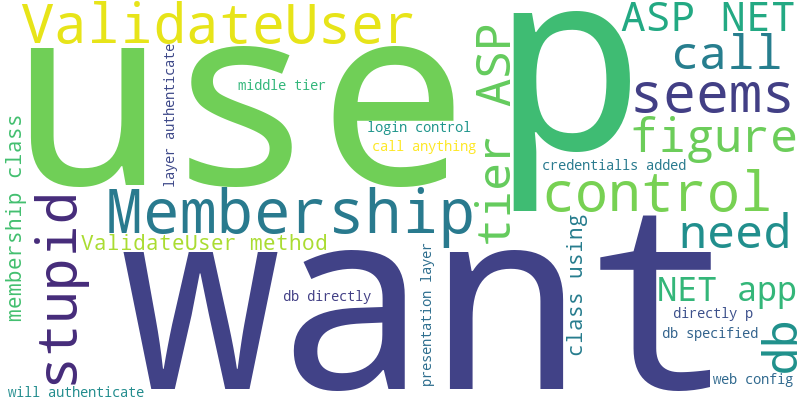 ValidateUser
use
p
ASP NET
call
seems
figure
control
need
NET app
directly p
db specified
web config
db
credentialls added
tier ASP
class using
middle tier
login control
call anything
layer authenticate
membership class
Membership
ValidateUser method
stupid
want
db directly
presentation layer
will authenticate